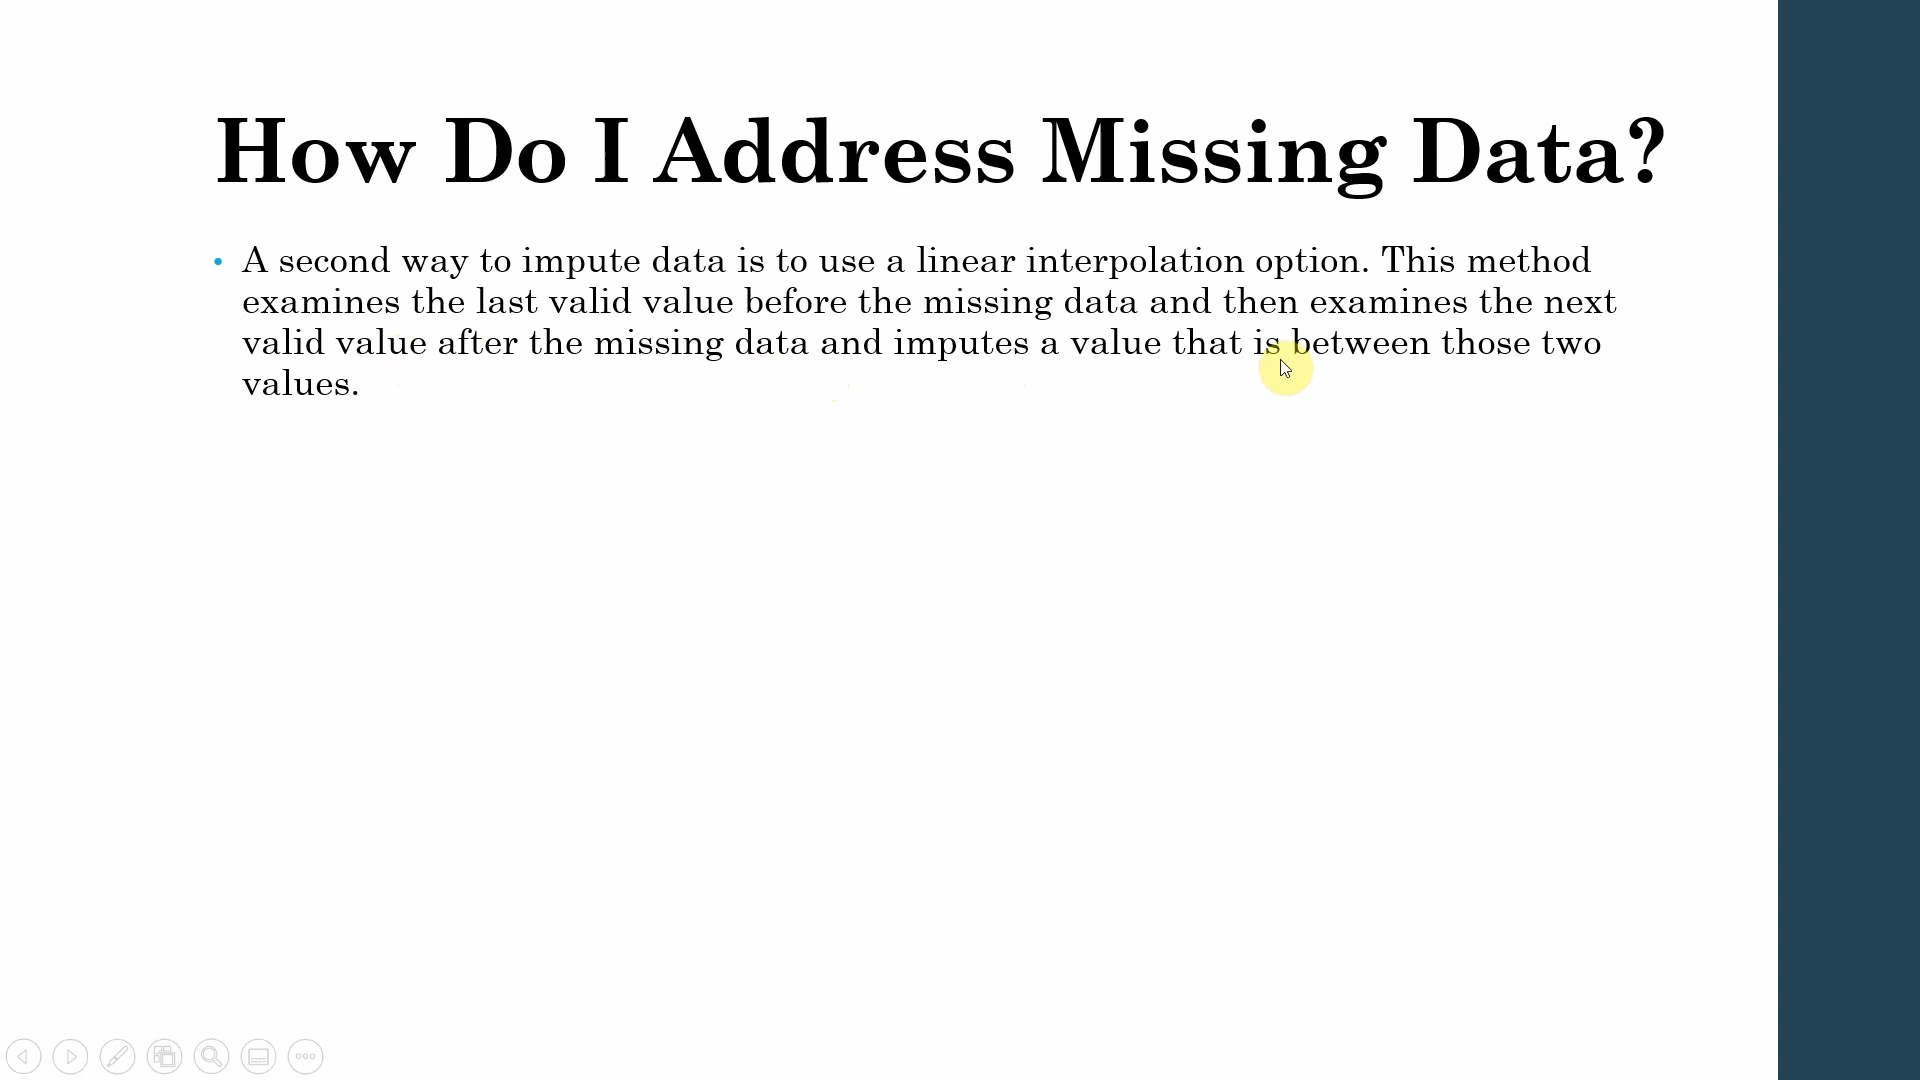 How Do I Address Missing Data?
• A second way to impute data is to use a linear interpolation option. This method
examines the last valid value before the missing data and then examines the next
valid value after the missing data and imputes a value that is between those two
values.